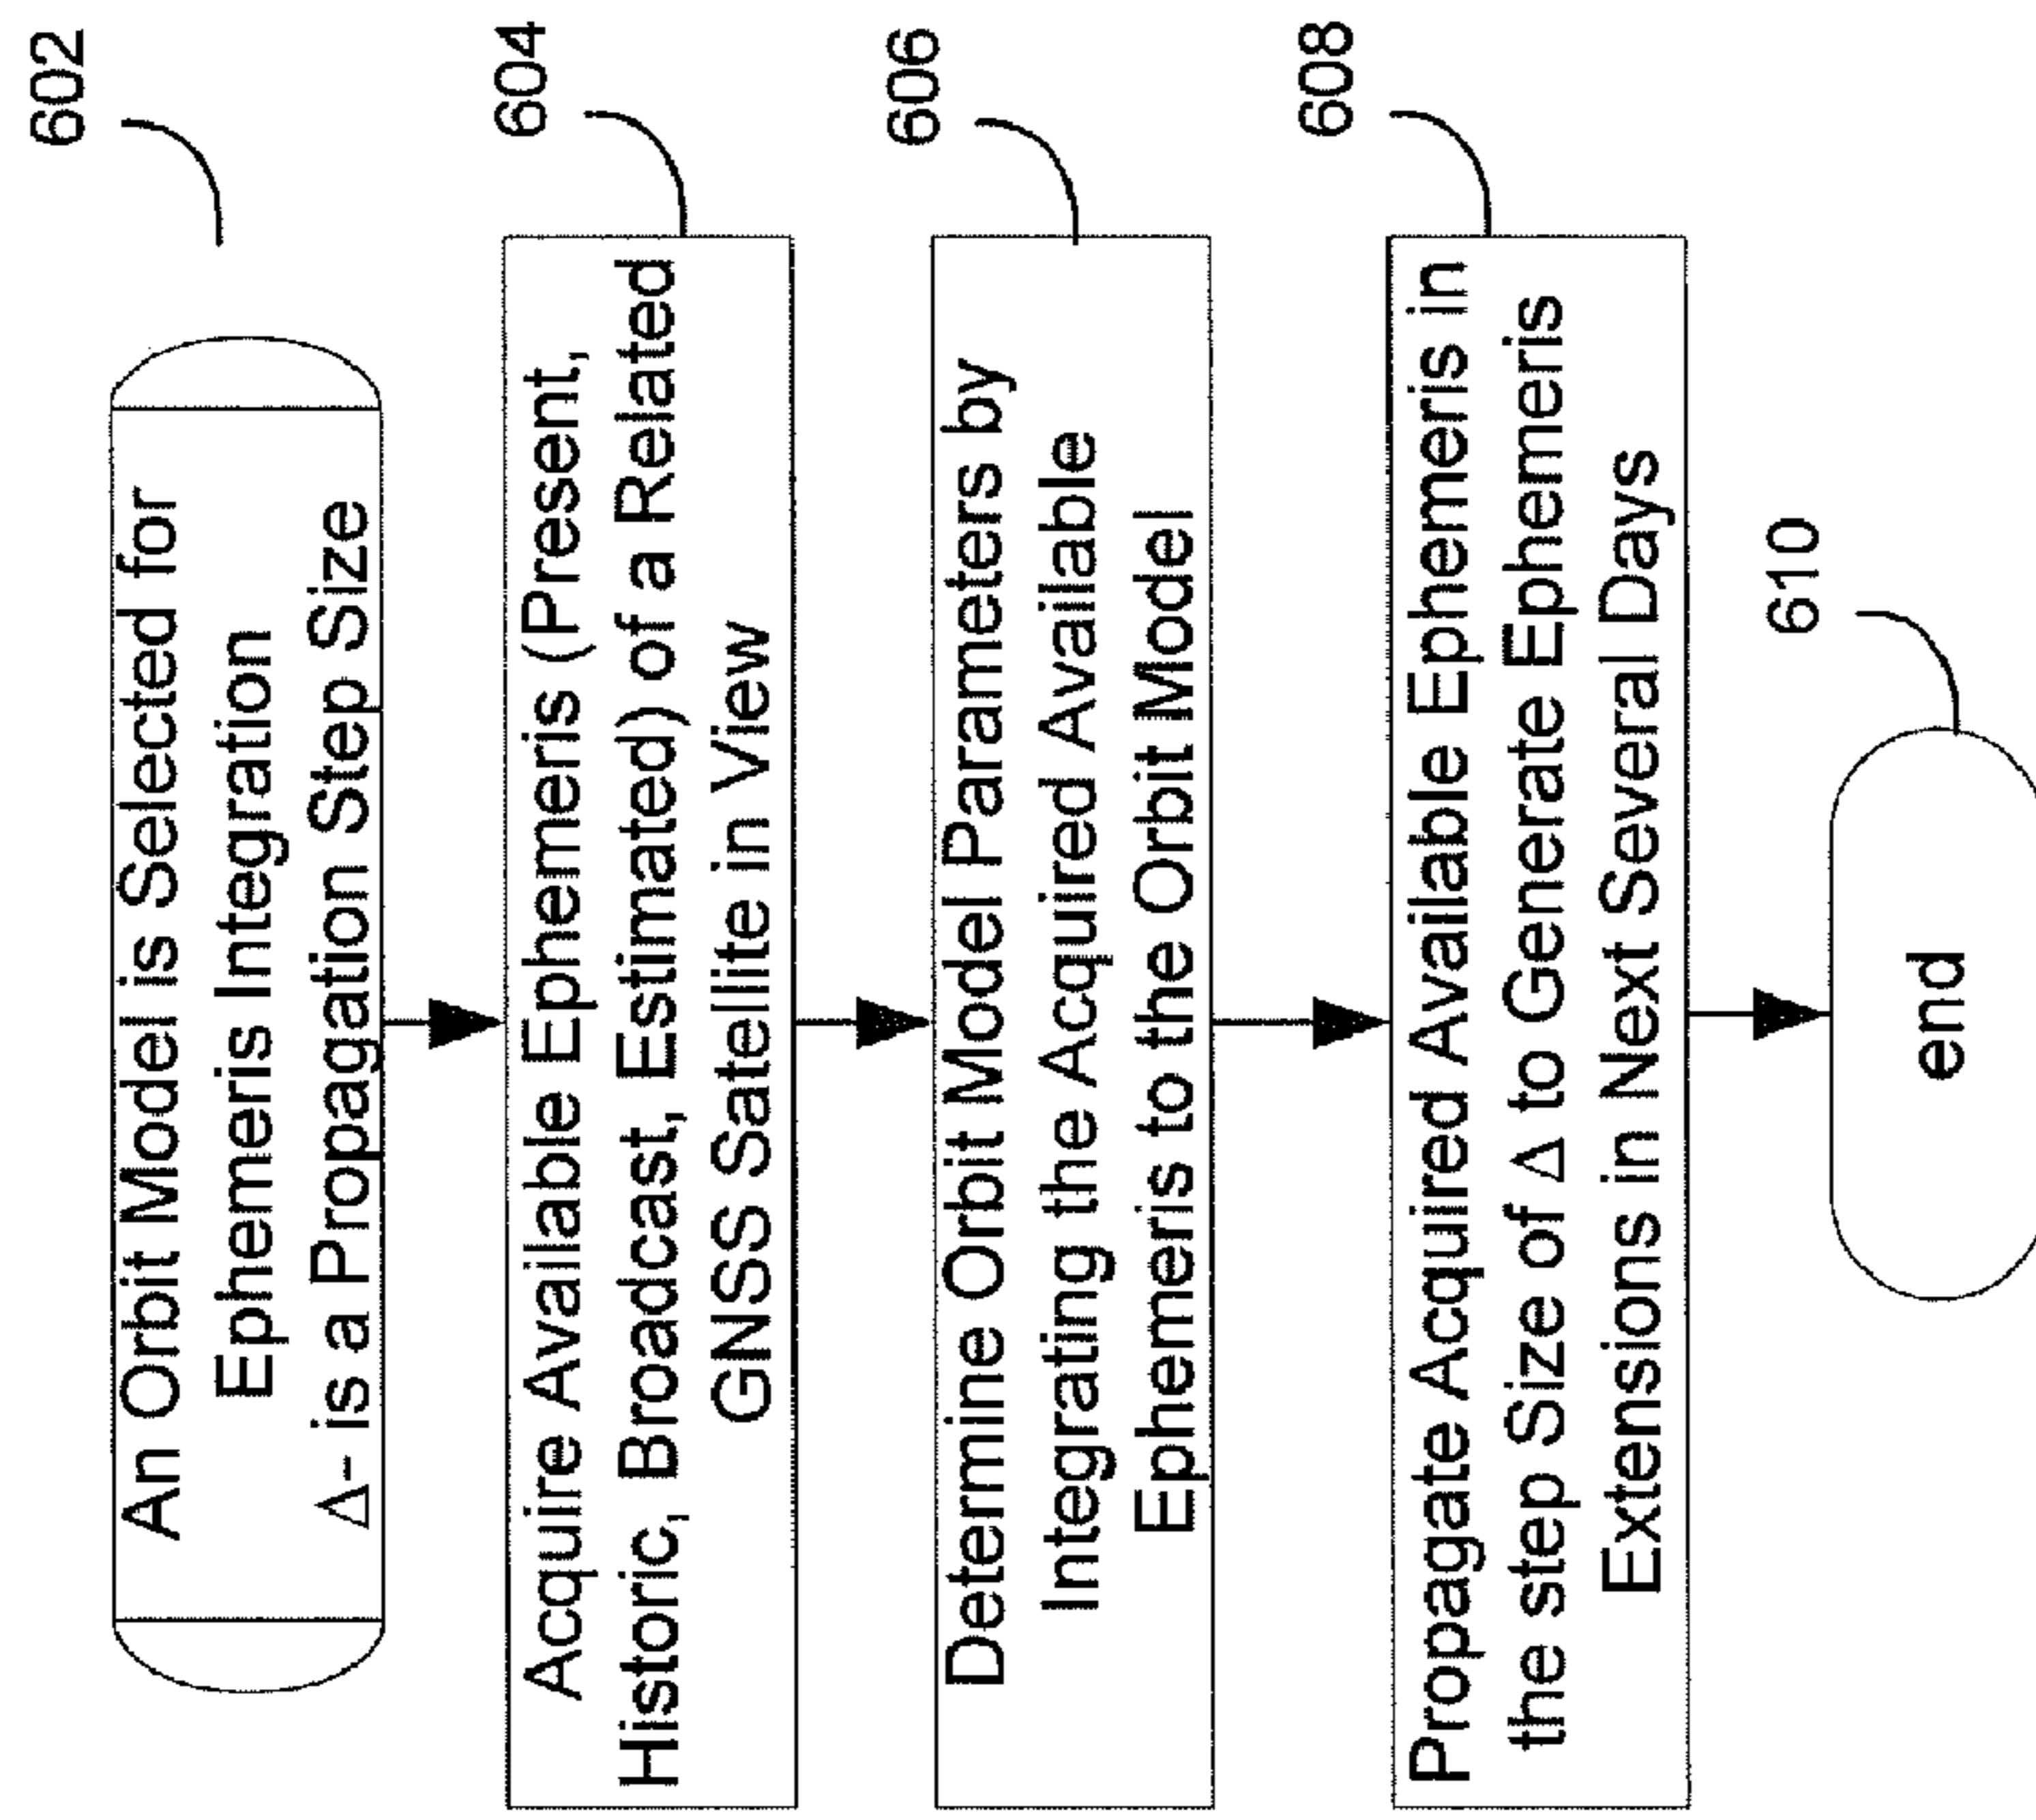 602
An Orbit Model is Selected for
Ephemeris Integration
Δ- is a Propagation Step Size
604
Acquire Available Ephemeris (Present,
Historic, Broadcast, Estimated) of a Related
GNSS Satellite in View
606
Determine Orbit Model Parameters by
Integrating the Acquired Available
Ephemeris to the Orbit Model
608
Propagate Acquired Available Ephemeris in
the step Size of Δ to Generate Ephemeris
Extensions in Next Several Days
610
end